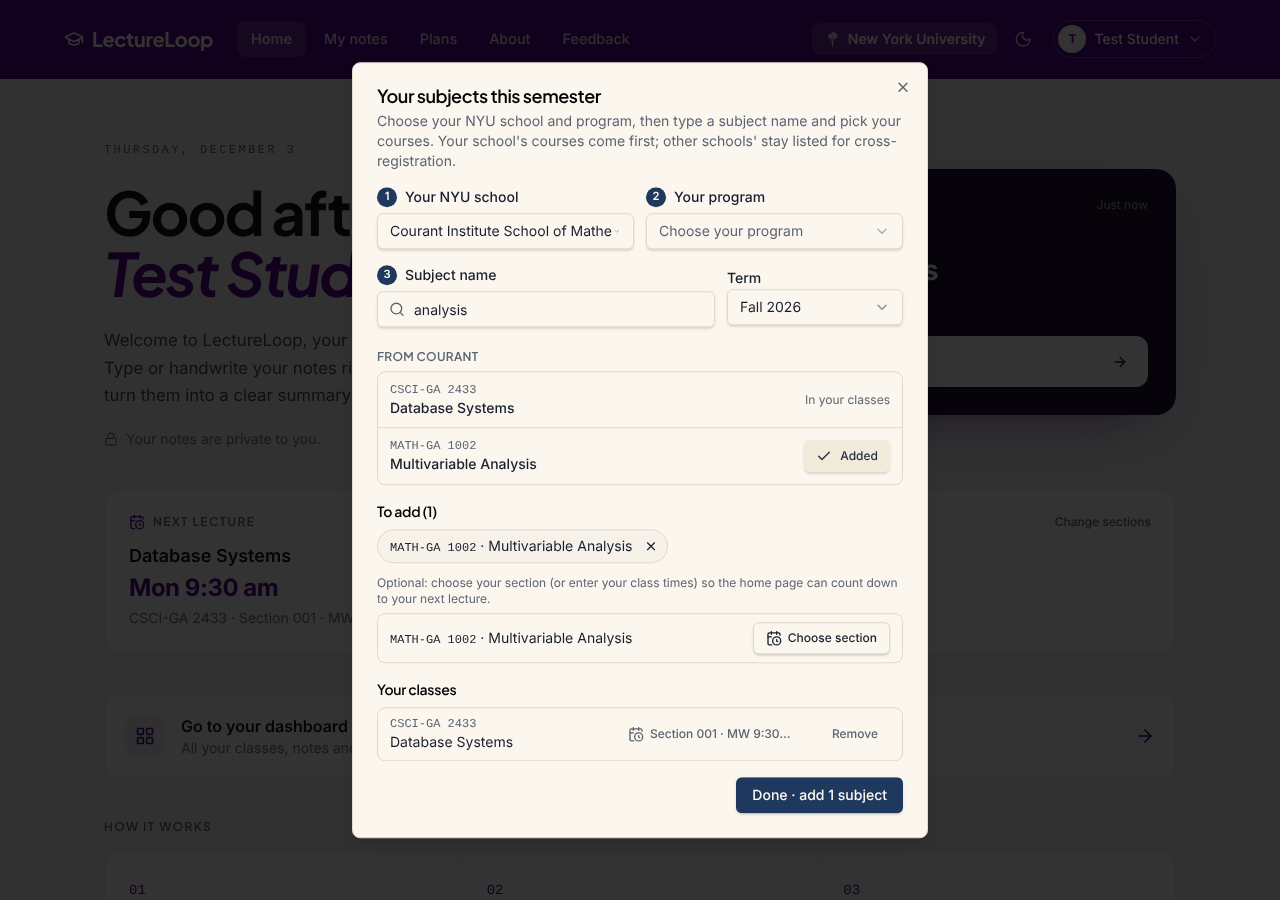 LectureLoop
Home
My notes
Plans
About
Feedback
New York University
T
Test Student
Your subjects this semester
Choose your NYU school and program, then type a subject name and pick your
courses. Your school's courses come first; other schools' stay listed for cross-
registration.
1 Your NYU school
2 Your program
Courant Institute School of Mathe
Choose your program
3 Subject name
Term
analysis
Fall 2026
FROM COURANT
CSCI-GA 2433
Database Systems
In your classes
MATH-GA 1002
Multivariable Analysis
Added
To add (1)
MATH-GA 1002 · Multivariable Analysis
Optional: choose your section (or enter your class times) so the home page can count down
to your next lecture.
MATH-GA 1002 · Multivariable Analysis
Choose section
Your classes
CSCI-GA 2433
Database Systems
Section 001 · MW 9:30...
Remove
Done · add 1 subject
THURSDAY, DECEMBER 3
Good aft
Test Stud
Welcome to LectureLoop, your
Type or handwrite your notes ri
turn them into a clear summary
Your notes are private to you.
Just now
s
NEXT LECTURE
Change sections
Database Systems
Mon 9:30 am
CSCI-GA 2433 · Section 001 · MW
Go to your dashboard
All your classes, notes and
HOW IT WORKS
01
02
03